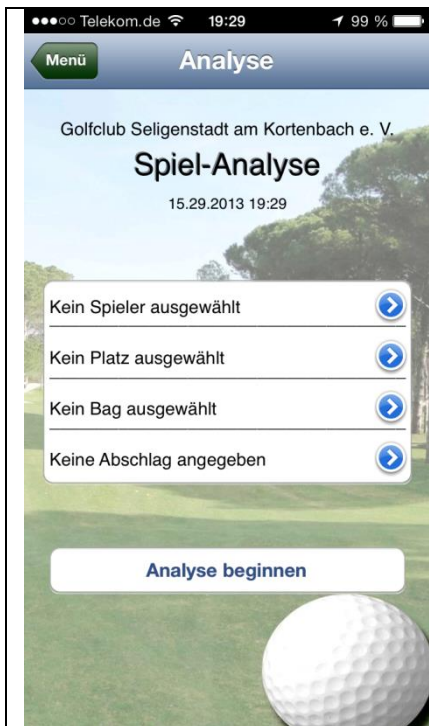 Telekom.de 19:29 99 %
Menü Analyse
Golfclub Seligenstadt am Kortenbach e. V.
Spiel-Analyse
15.29.2013 19:29
Kein Spieler ausgewählt
Kein Platz ausgewählt
Kein Bag ausgewählt
Keine Abschlag angegeben
Analyse beginnen